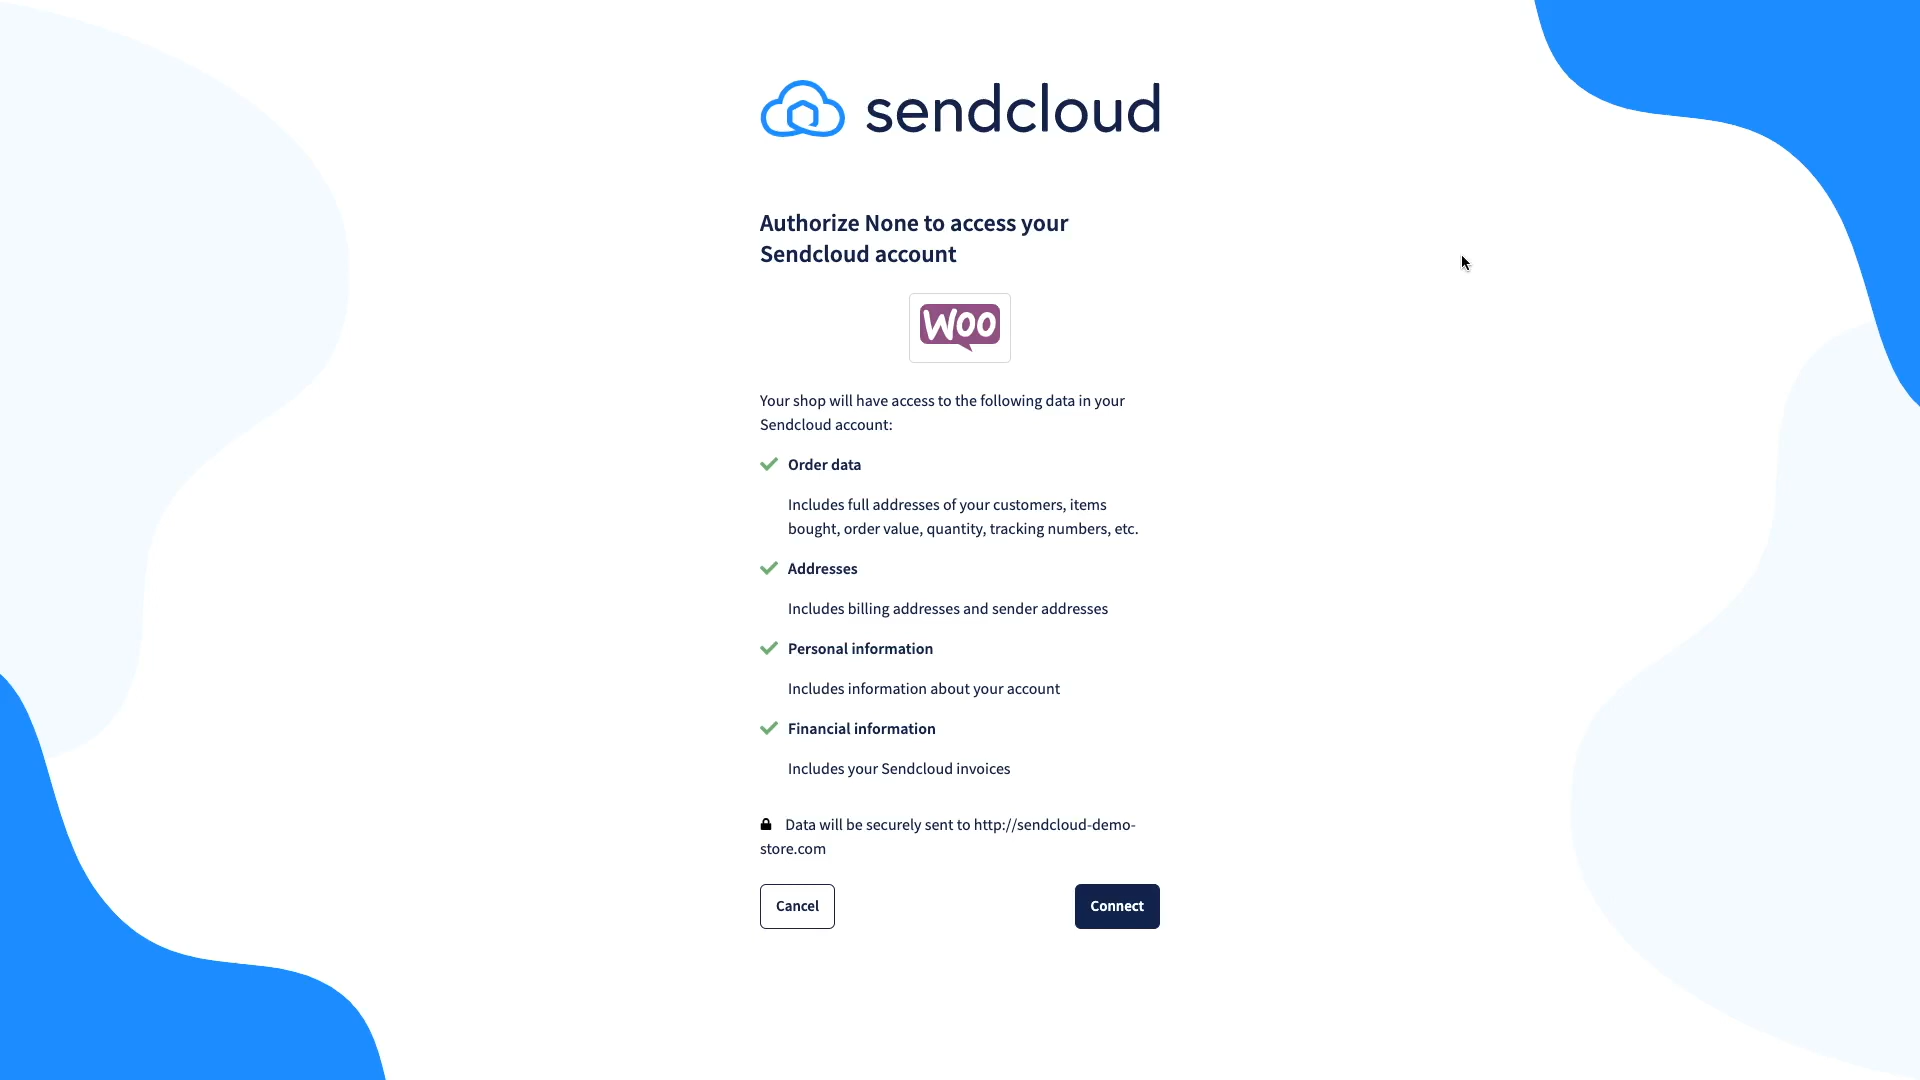 sendcloud
Authorize None to access your
Sendcloud account
Woo
Your shop will have access to the following data in your
Sendcloud account:
Order data
Includes full addresses of your customers, items
bought, order value, quantity, tracking numbers, etc.
Addresses
Includes billing addresses and sender addresses
Personal information
Includes information about your account
Financial information
Includes your Sendcloud invoices
Data will be securely sent to http://sendcloud-demo-
store.com
Cancel
Connect